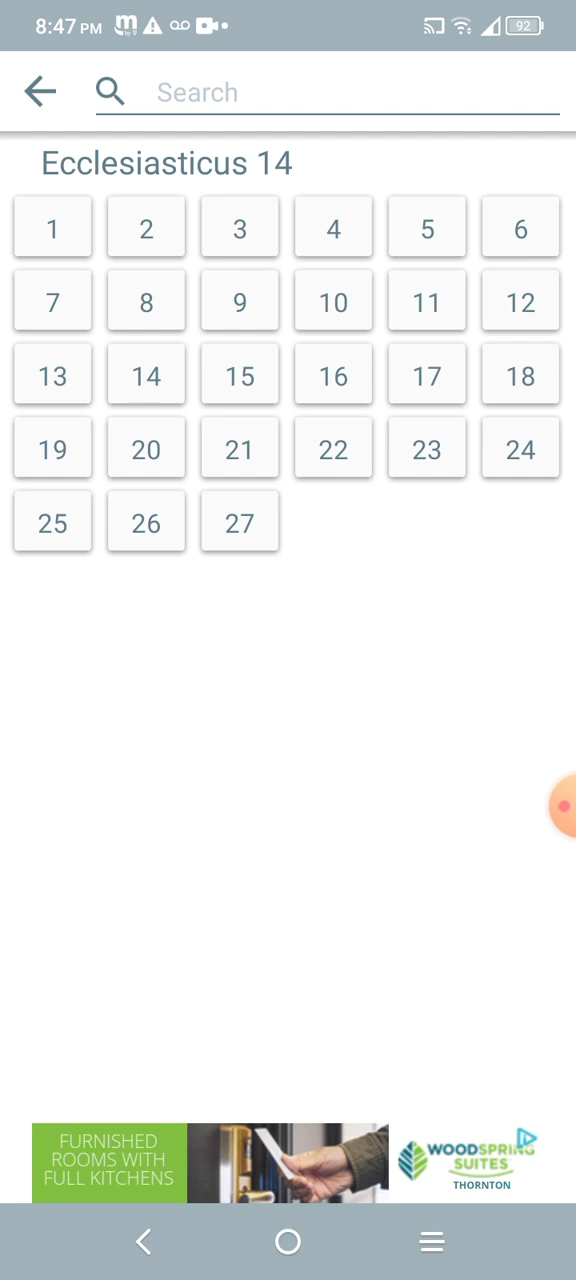 8:47 PM
92
Search
Ecclesiasticus 14
1 2 3 4 5 6
7 8 9 10 11 12
13 14 15 16 17 18
19 20 21 22 23 24
25 26 27
FURNISHED
ROOMS WITH
FULL KITCHENS
WOODSPRING
SUITES
THORNTON